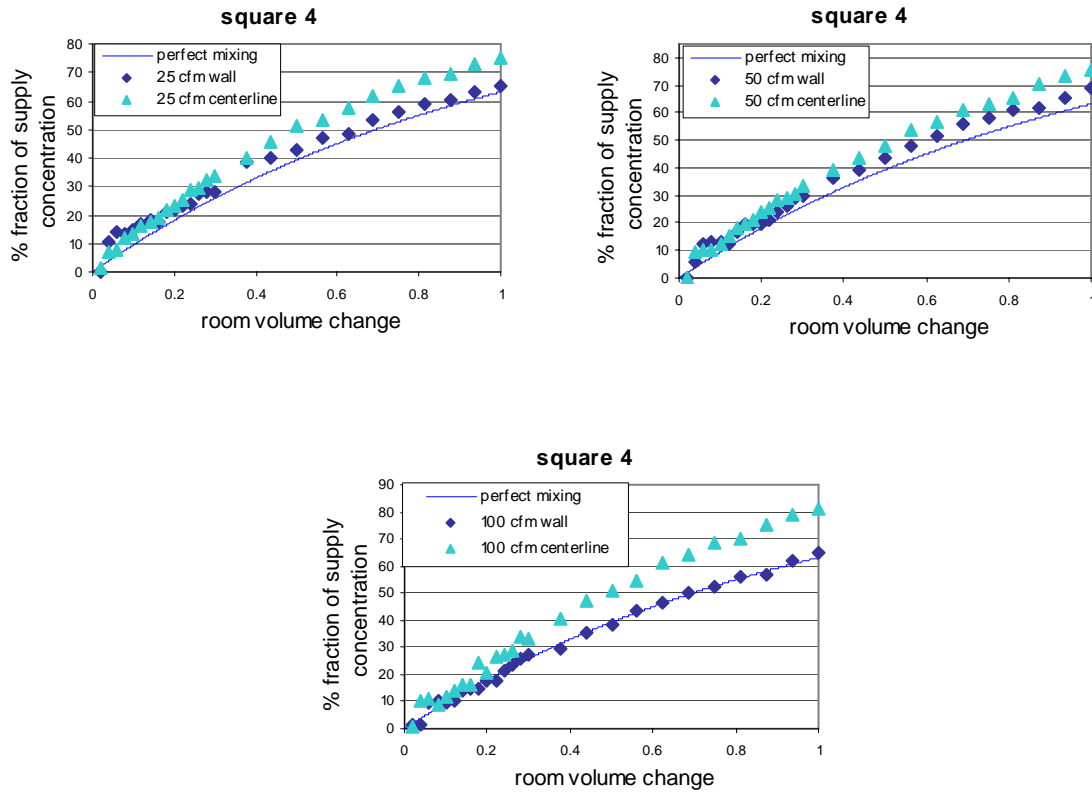 square 4
perfect mixing
25 cfm wall
25 cfm centerline
80
70
60
50
40
30
20
10
0
0
0.2
0.4
0.6
0.8
1
% fraction of supply
concentration
room volume change
square 4
perfect mixing
50 cfm wall
50 cfm centerline
80
70
60
50
40
30
20
10
0
0
0.2
0.4
0.6
0.8
1
% fraction of supply
concentration
room volume change
square 4
perfect mixing
100 cfm wall
100 cfm centerline
90
80
70
60
50
40
30
20
10
0
0
0.2
0.4
0.6
0.8
1
% fraction of supply
concentration
room volume change